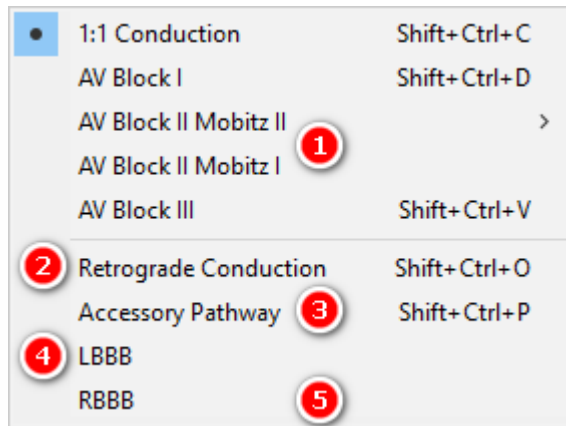 1:1 Conduction Shift+Ctrl+C
AV Block I Shift+Ctrl+D
AV Block II Mobitz II
1
AV Block II Mobitz I
AV Block III Shift+Ctrl+V
2 Retrograde Conduction Shift+Ctrl+O
Accessory Pathway 3 Shift+Ctrl+P
4 LBBB
RBBB 5